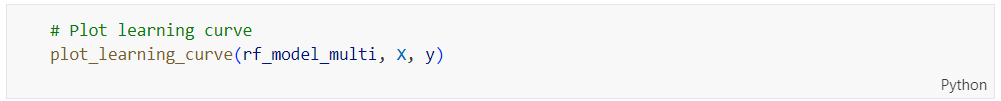 # Plot learning curve
plot_learning_curve(rf_model_multi, X, y)
Python